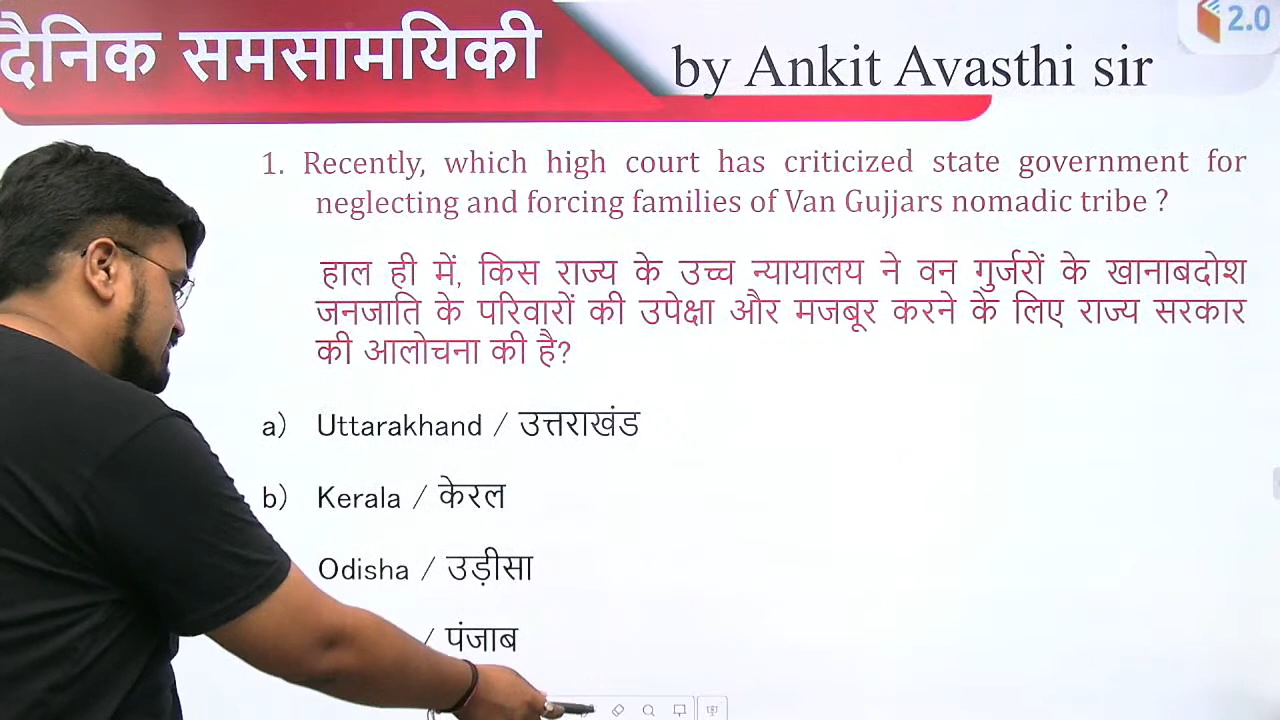 दैनिक समसामयिकी
by Ankit Avasthi sir
2.0
1. Recently, which high court has criticized state government for
neglecting and forcing families of Van Gujjars nomadic tribe ?
हाल ही में, किस राज्य के उच्च न्यायालय ने वन गुर्जरों के खानाबदोश
जनजाति के परिवारों की उपेक्षा और मजबूर करने के लिए राज्य सरकार
की आलोचना की है?
a) Uttarakhand / उत्तराखंड
b) Kerala / केरल
Odisha / उड़ीसा
/ पंजाब